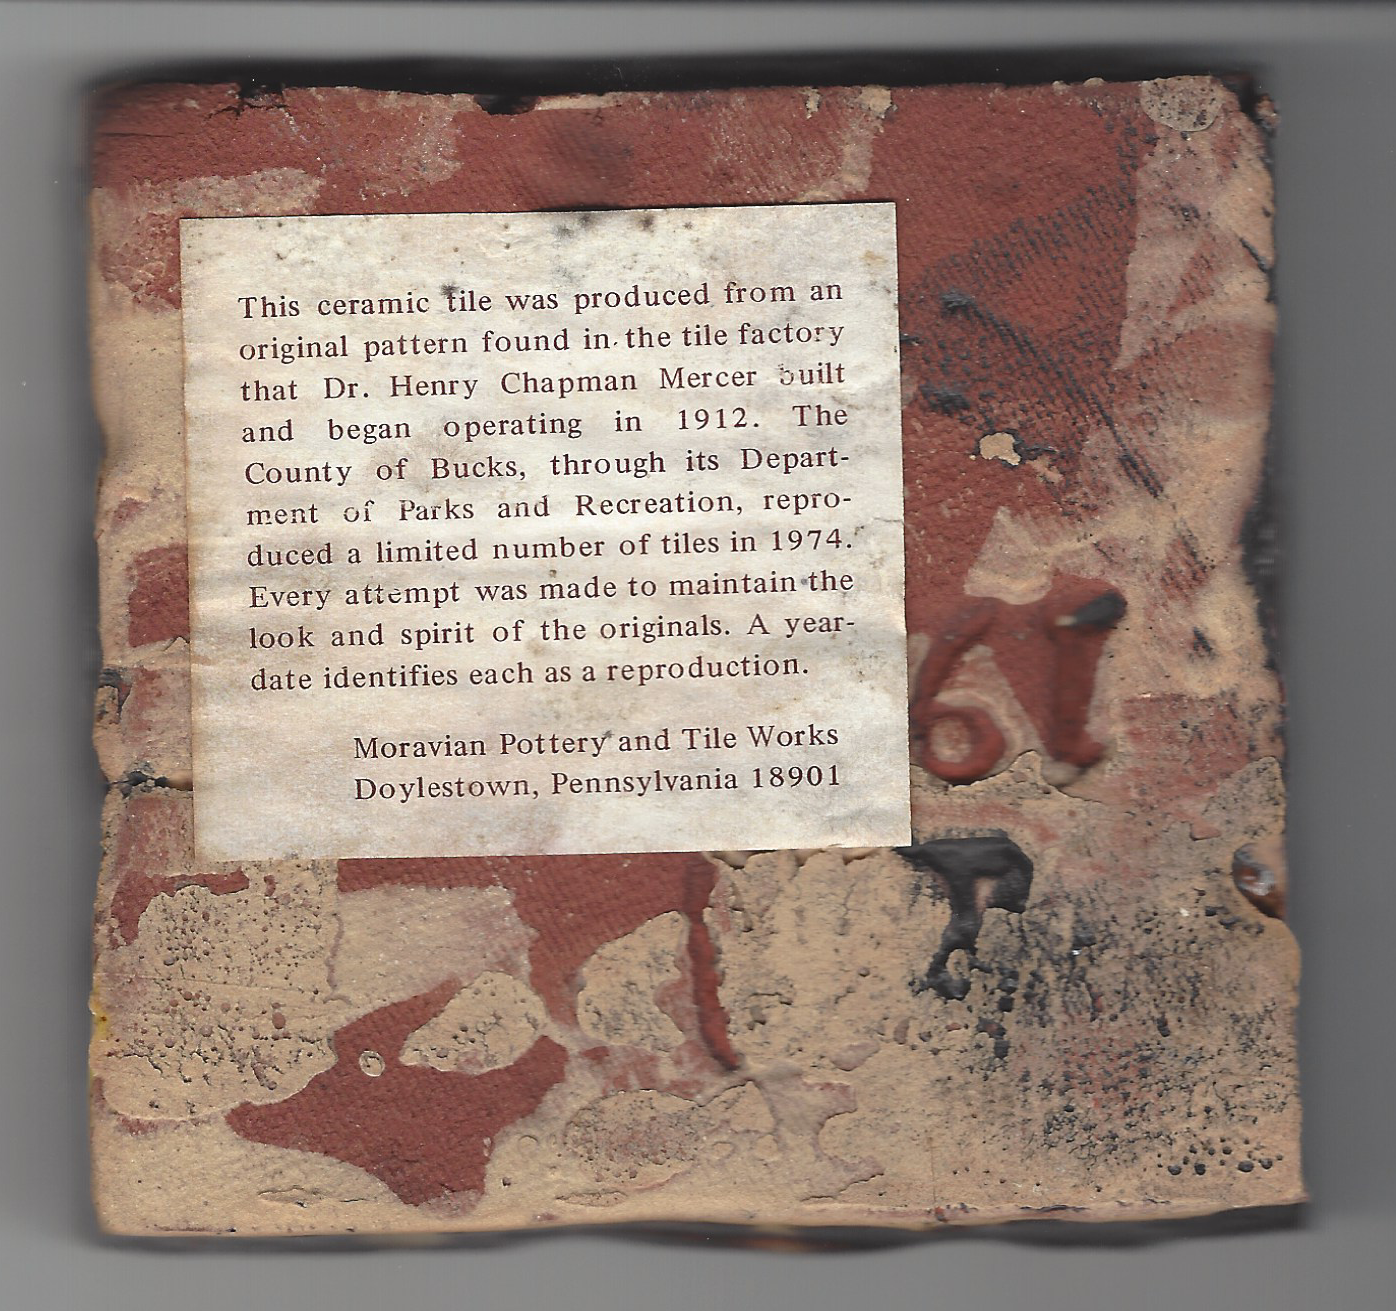 This ceramic tile was produced from an
original pattern found in the tile factory
that Dr. Henry Chapman Mercer built
and began operating in 1912. The
County of Bucks, through its Depart-
ment of Parks and Recreation, repro-
duced a limited number of tiles in 1974.
Every attempt was made to maintain the
look and spirit of the originals. A year-
date identifies each as a reproduction.
Moravian Pottery and Tile Works
Doylestown, Pennsylvania 18901